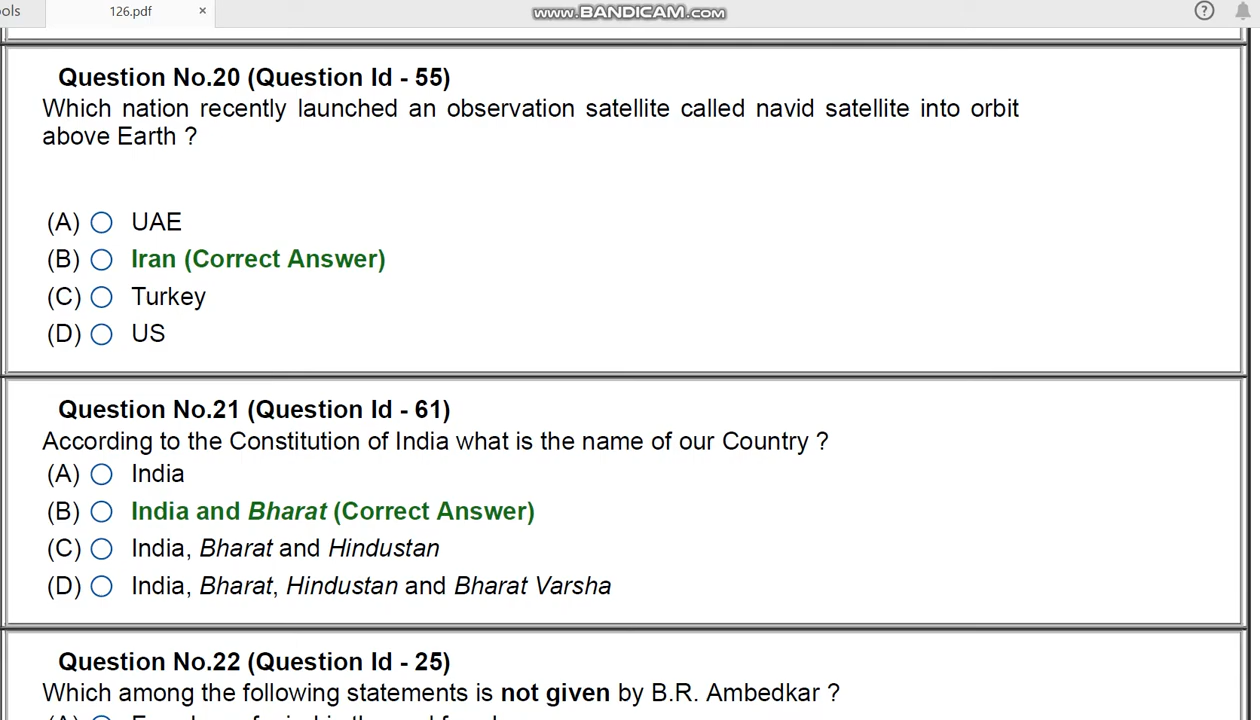 ools
126.pdf ×
www.BANDICAM.com
?
Question No.20 (Question Id - 55)
Which nation recently launched an observation satellite called navid satellite into orbit
above Earth ?
(A) UAE
(B) Iran (Correct Answer)
(C) Turkey
(D) US
Question No.21 (Question Id - 61)
According to the Constitution of India what is the name of our Country ?
(A) India
(B) India and Bharat (Correct Answer)
(C) India, Bharat and Hindustan
(D) India, Bharat, Hindustan and Bharat Varsha
Question No.22 (Question Id - 25)
Which among the following statements is not given by B.R. Ambedkar ?
(A)